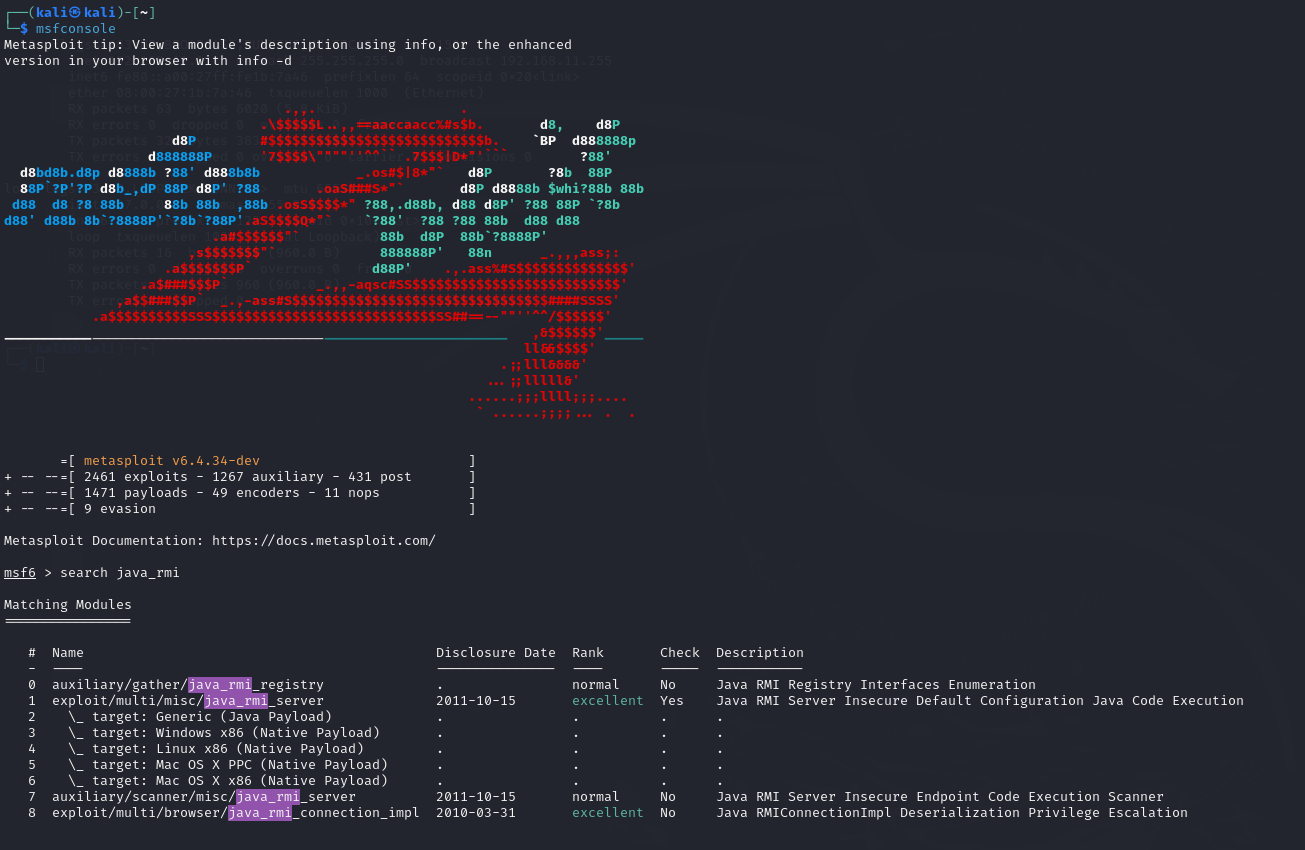 ┌──(kali㉿kali)-[~]
└─$ msfconsole
Metasploit tip: View a module's description using info, or the enhanced
version in your browser with info -d
       =[ metasploit v6.4.34-dev                          ]
+ -- --=[ 2461 exploits - 1267 auxiliary - 431 post       ]
+ -- --=[ 1471 payloads - 49 encoders - 11 nops           ]
+ -- --=[ 9 evasion                                       ]
Metasploit Documentation: https://docs.metasploit.com/
msf6 > search java_rmi
Matching Modules
================
   #  Name                                            Disclosure Date  Rank       Check  Description
   -  ----                                            ---------------  ----       -----  -----------
   0  auxiliary/gather/java_rmi_registry              .                normal     No     Java RMI Registry Interfaces Enumeration
   1  exploit/multi/misc/java_rmi_server              2011-10-15       excellent  Yes    Java RMI Server Insecure Default Configuration Java Code Execution
   2    \_ target: Generic (Java Payload)             .                .          .      .
   3    \_ target: Windows x86 (Native Payload)       .                .          .      .
   4    \_ target: Linux x86 (Native Payload)         .                .          .      .
   5    \_ target: Mac OS X PPC (Native Payload)      .                .          .      .
   6    \_ target: Mac OS X x86 (Native Payload)      .                .          .      .
   7  auxiliary/scanner/misc/java_rmi_server          2011-10-15       normal     No     Java RMI Server Insecure Endpoint Code Execution Scanner
   8  exploit/multi/browser/java_rmi_connection_impl  2010-03-31       excellent  No     Java RMIConnectionImpl Deserialization Privilege Escalation